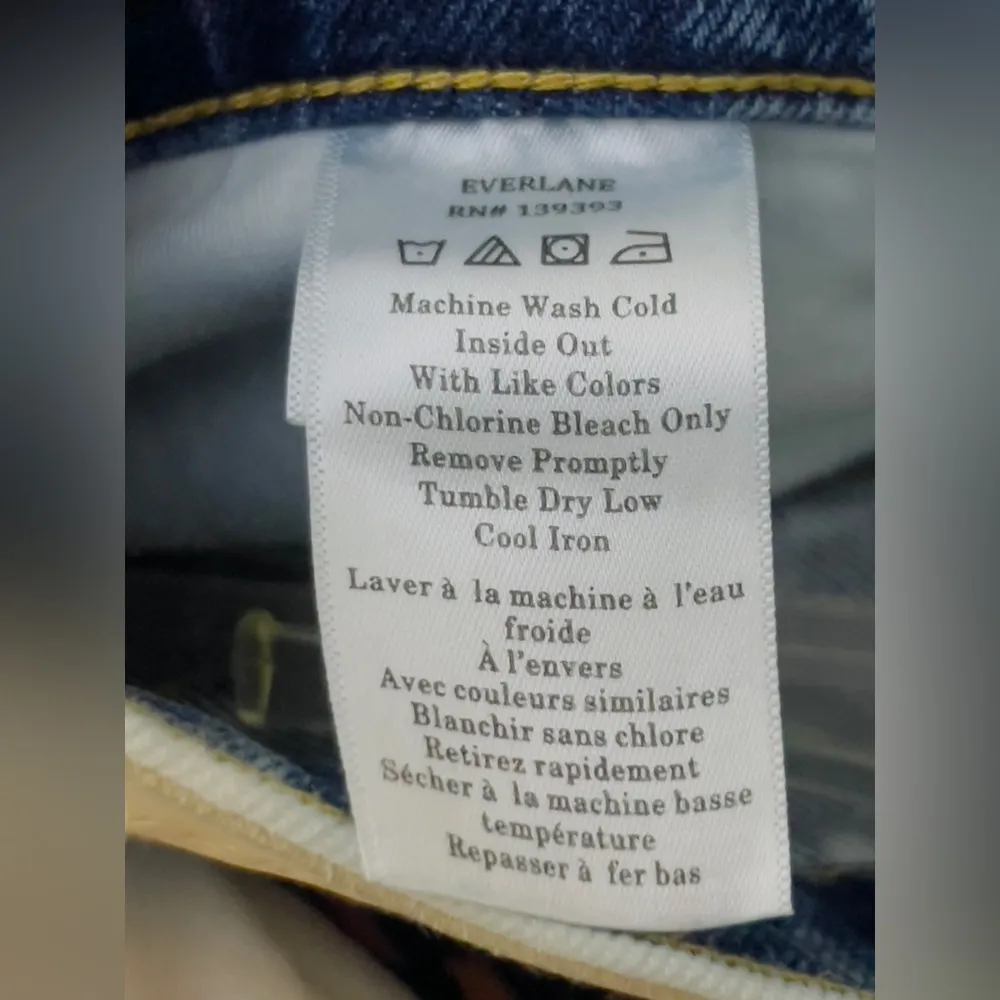 EVERLANE
RN# 139393
Machine Wash Cold
Inside Out
With Like Colors
Non-Chlorine Bleach Only
Remove Promptly
Tumble Dry Low
Cool Iron
Laver à la machine à l'eau
froide
À l'envers
Avec couleurs similaires
Blanchir sans chlore
Retirez rapidement
Sécher à la machine basse
température
Repasser à fer bas